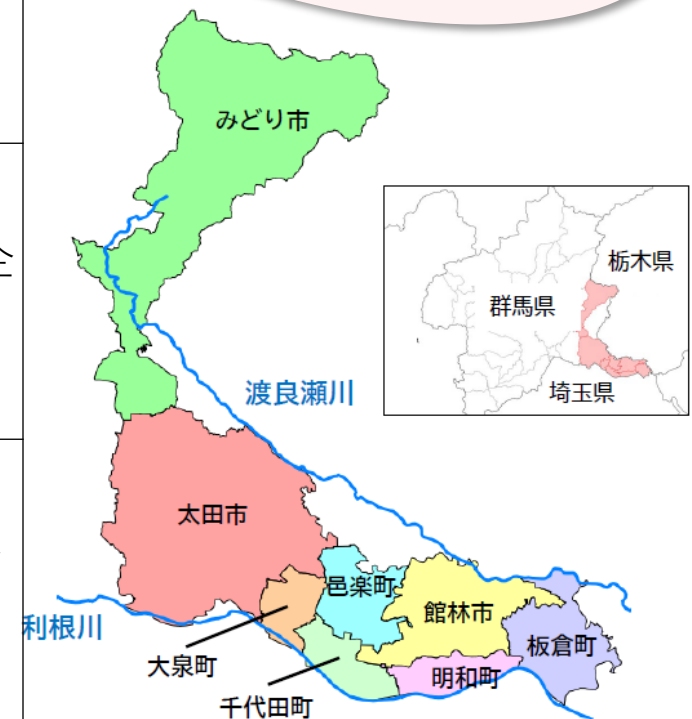 みどり市
全
栃木県
群馬県
埼玉県
渡良瀬川
太田市
邑楽町
館林市
利根川
板倉町
大泉町
明和町
千代田町